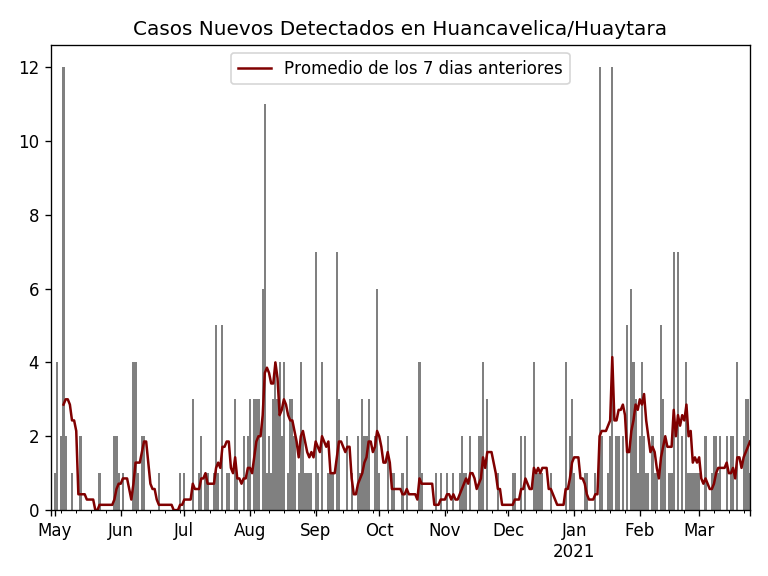 Casos Nuevos Detectados en Huancavelica/Huaytara
Promedio de los 7 dias anteriores
12
10
8
6
4
2
0
May Jun Jul Aug Sep Oct Nov Dec Jan Feb Mar
2021